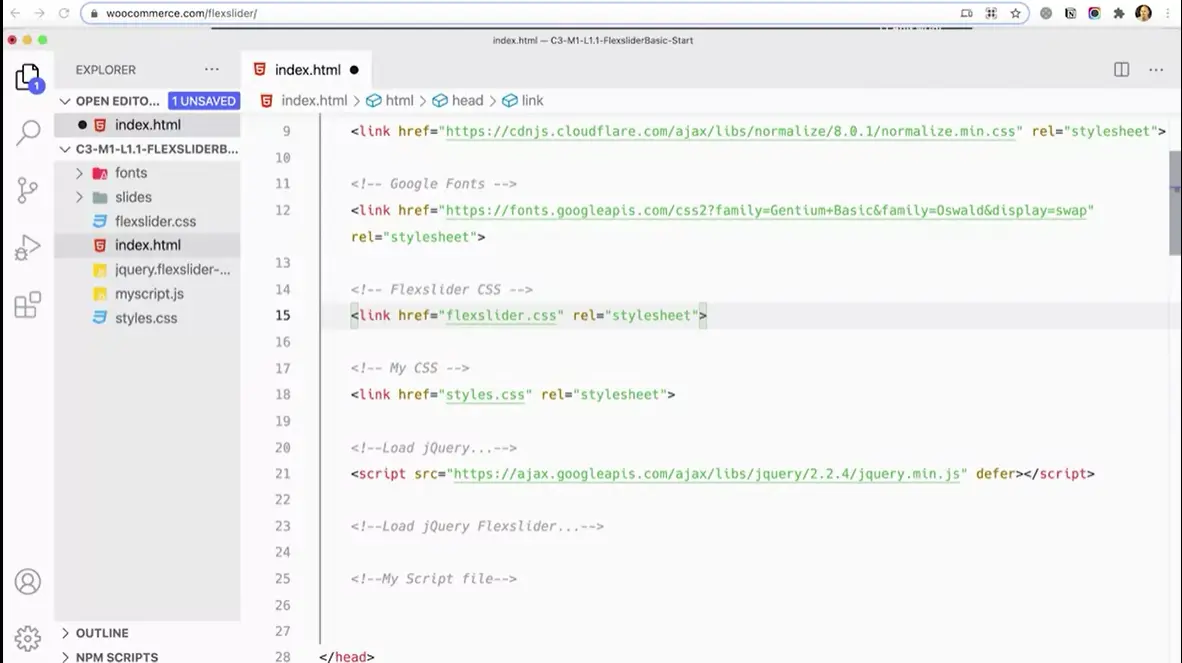 woocommerce.com/flexslider/
index.html — C3-M1-L1.1-FlexsliderBasic-Start
EXPLORER ...
index.html ●
1
OPEN EDITO... 1 UNSAVED
index.html > html > head > link
● index.html
C3-M1-L1.1-FLEXSLIDERB...
fonts
slides
flexslider.css
index.html
jquery.flexslider-...
myscript.js
styles.css
OUTLINE
NPM SCRIPTS
9 <link href="https://cdnjs.cloudflare.com/ajax/libs/normalize/8.0.1/normalize.min.css" rel="stylesheet">
10
11 <!-- Google Fonts -->
12 <link href="https://fonts.googleapis.com/css2?family=Gentium+Basic&family=Oswald&display=swap"
rel="stylesheet">
13
14 <!-- Flexslider CSS -->
15 <link href="flexslider.css" rel="stylesheet">
16
17 <!-- My CSS -->
18 <link href="styles.css" rel="stylesheet">
19
20 <!--Load jQuery...-->
21 <script src="https://ajax.googleapis.com/ajax/libs/jquery/2.2.4/jquery.min.js" defer></script>
22
23 <!--Load jQuery Flexslider...-->
24
25 <!--My Script file-->
26
27
28 </head>